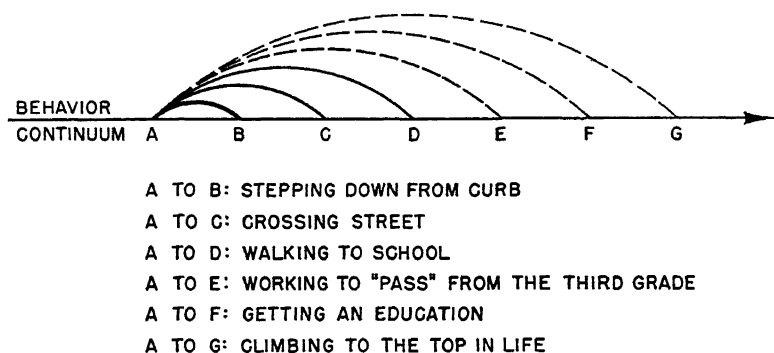 BEHAVIOR
CONTINUUM A B C D E F G
A TO B: STEPPING DOWN FROM CURB
A TO C: CROSSING STREET
A TO D: WALKING TO SCHOOL
A TO E: WORKING TO "PASS" FROM THE THIRD GRADE
A TO F: GETTING AN EDUCATION
A TO G: CLIMBING TO THE TOP IN LIFE